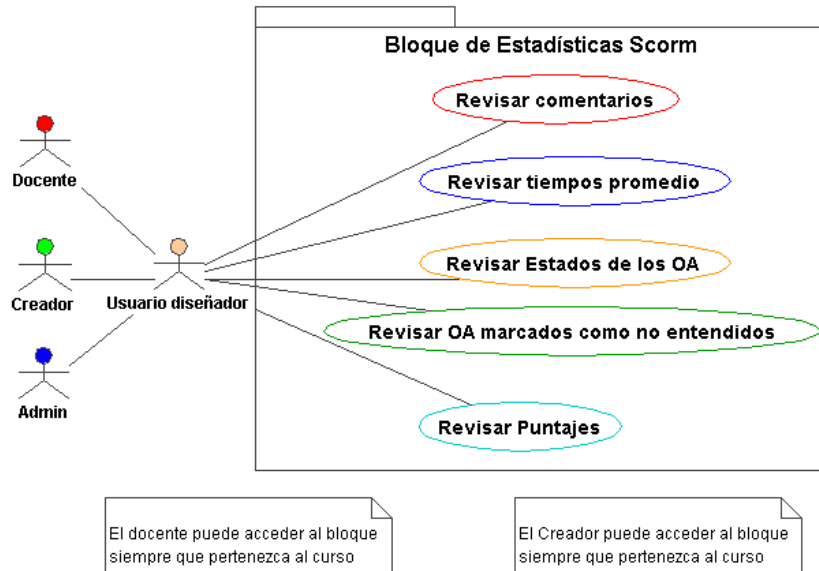 Bloque de Estadísticas Scorm
Revisar comentarios
Docente
Revisar tiempos promedio
Creador
Usuario diseñador
Revisar Estados de los OA
Revisar OA marcados como no entendidos
Admin
Revisar Puntajes
El docente puede acceder al bloque
siempre que pertenezca al curso
El Creador puede acceder al bloque
siempre que pertenezca al curso